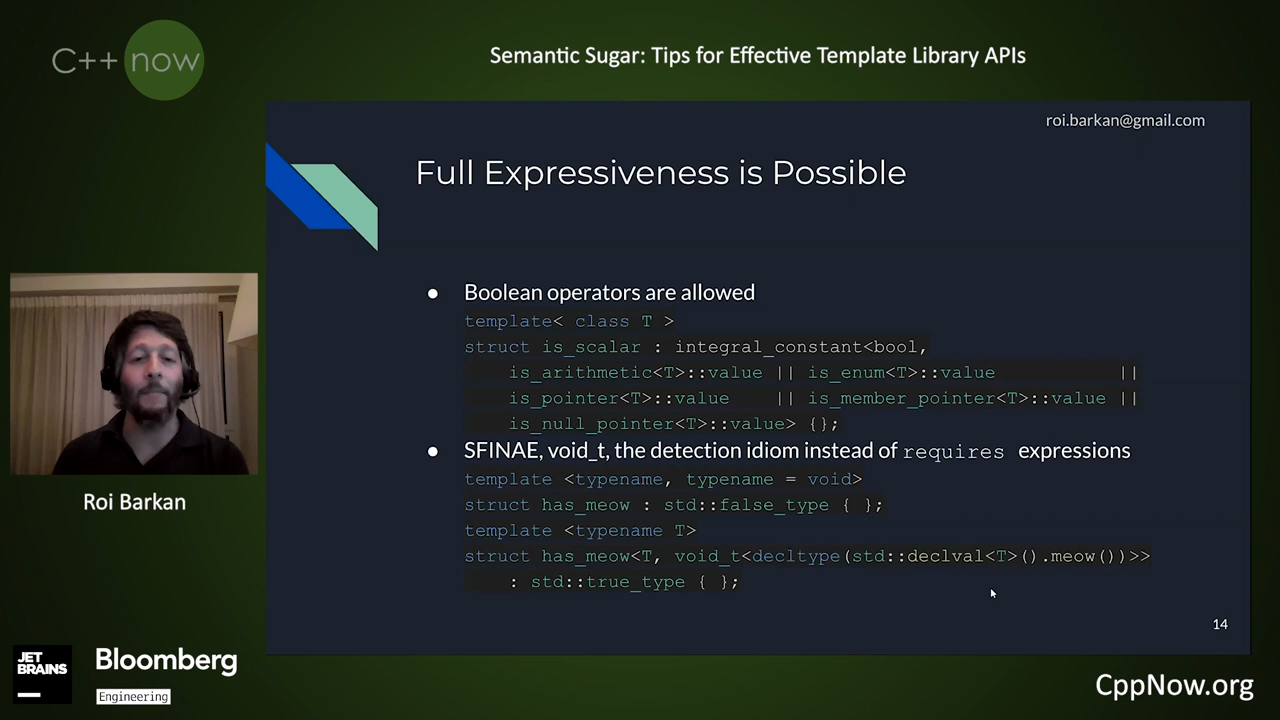 C++ now
Semantic Sugar: Tips for Effective Template Library APIs
roi.barkan@gmail.com
Full Expressiveness is Possible
● Boolean operators are allowed
template< class T >
struct is_scalar : integral_constant<bool,
is_arithmetic<T>::value || is_enum<T>::value ||
is_pointer<T>::value || is_member_pointer<T>::value ||
is_null_pointer<T>::value> {};
● SFINAE, void_t, the detection idiom instead of requires expressions
template <typename, typename = void>
struct has_meow : std::false_type { };
template <typename T>
struct has_meow<T, void_t<decltype(std::declval<T>().meow())>>
: std::true_type { };
14
Roi Barkan
JET
BRAINS
Bloomberg
Engineering
CppNow.org